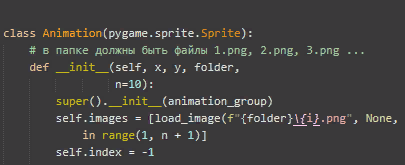 class Animation(pygame.sprite.Sprite):
# в папке должны быть файлы 1.png, 2.png, 3.png ...
def __init__(self, x, y, folder,
n=10):
super().__init__(animation_group)
self.images = [load_image(f"{folder}\{i}.png", None,
in range(1, n + 1)]
self.index = -1